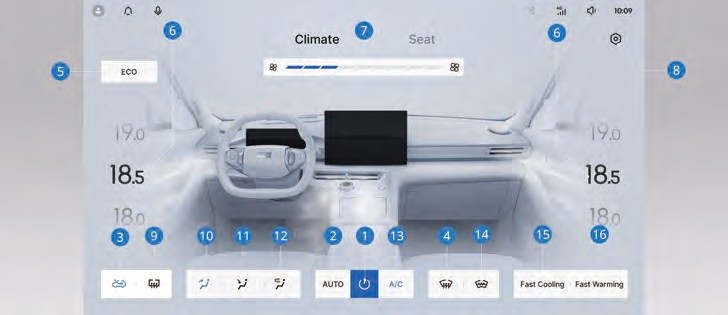 4G 10:09
6 7 6
Climate Seat
5 ECO 8
19.0 19.0
18.5 18.5
18.0 18.0
3 9 10 11 12 2 1 13 4 14 15 16
AUTO A/C Fast Cooling Fast Warming